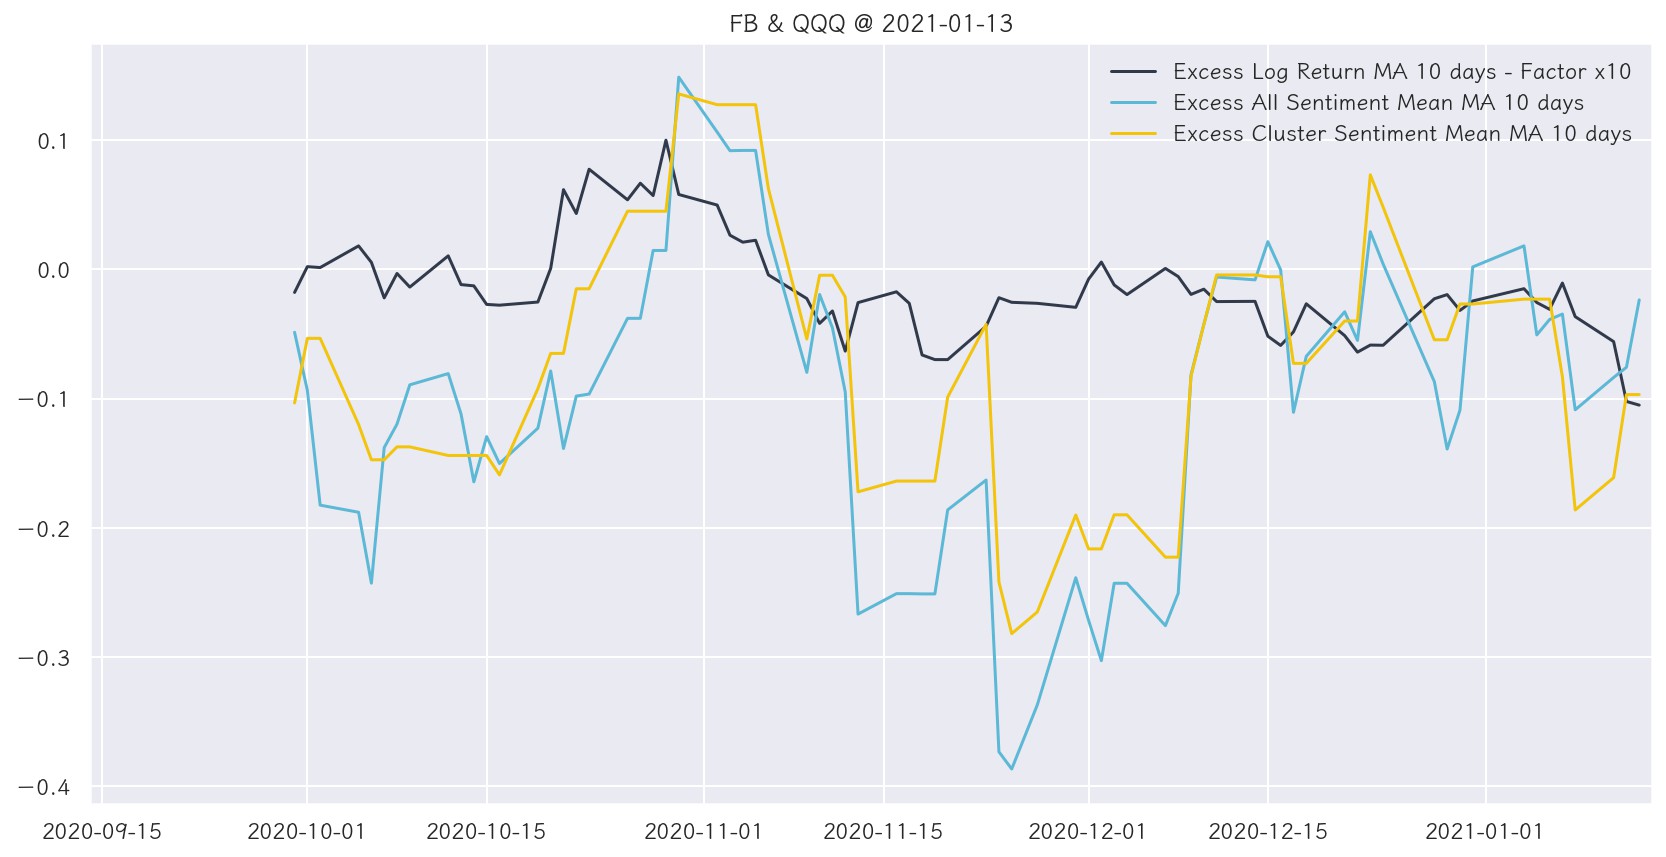 FB & QQQ @ 2021-01-13
Excess Log Return MA 10 days - Factor x10
Excess All Sentiment Mean MA 10 days
Excess Cluster Sentiment Mean MA 10 days
0.1
0.0
−0.1
−0.2
−0.3
−0.4
2020-09-15 2020-10-01 2020-10-15 2020-11-01 2020-11-15 2020-12-01 2020-12-15 2021-01-01